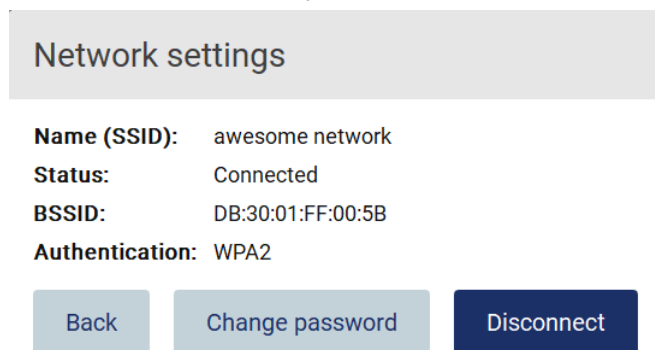 Network settings
Name (SSID): awesome network
Status: Connected
BSSID: DB:30:01:FF:00:5B
Authentication: WPA2
Back Change password Disconnect